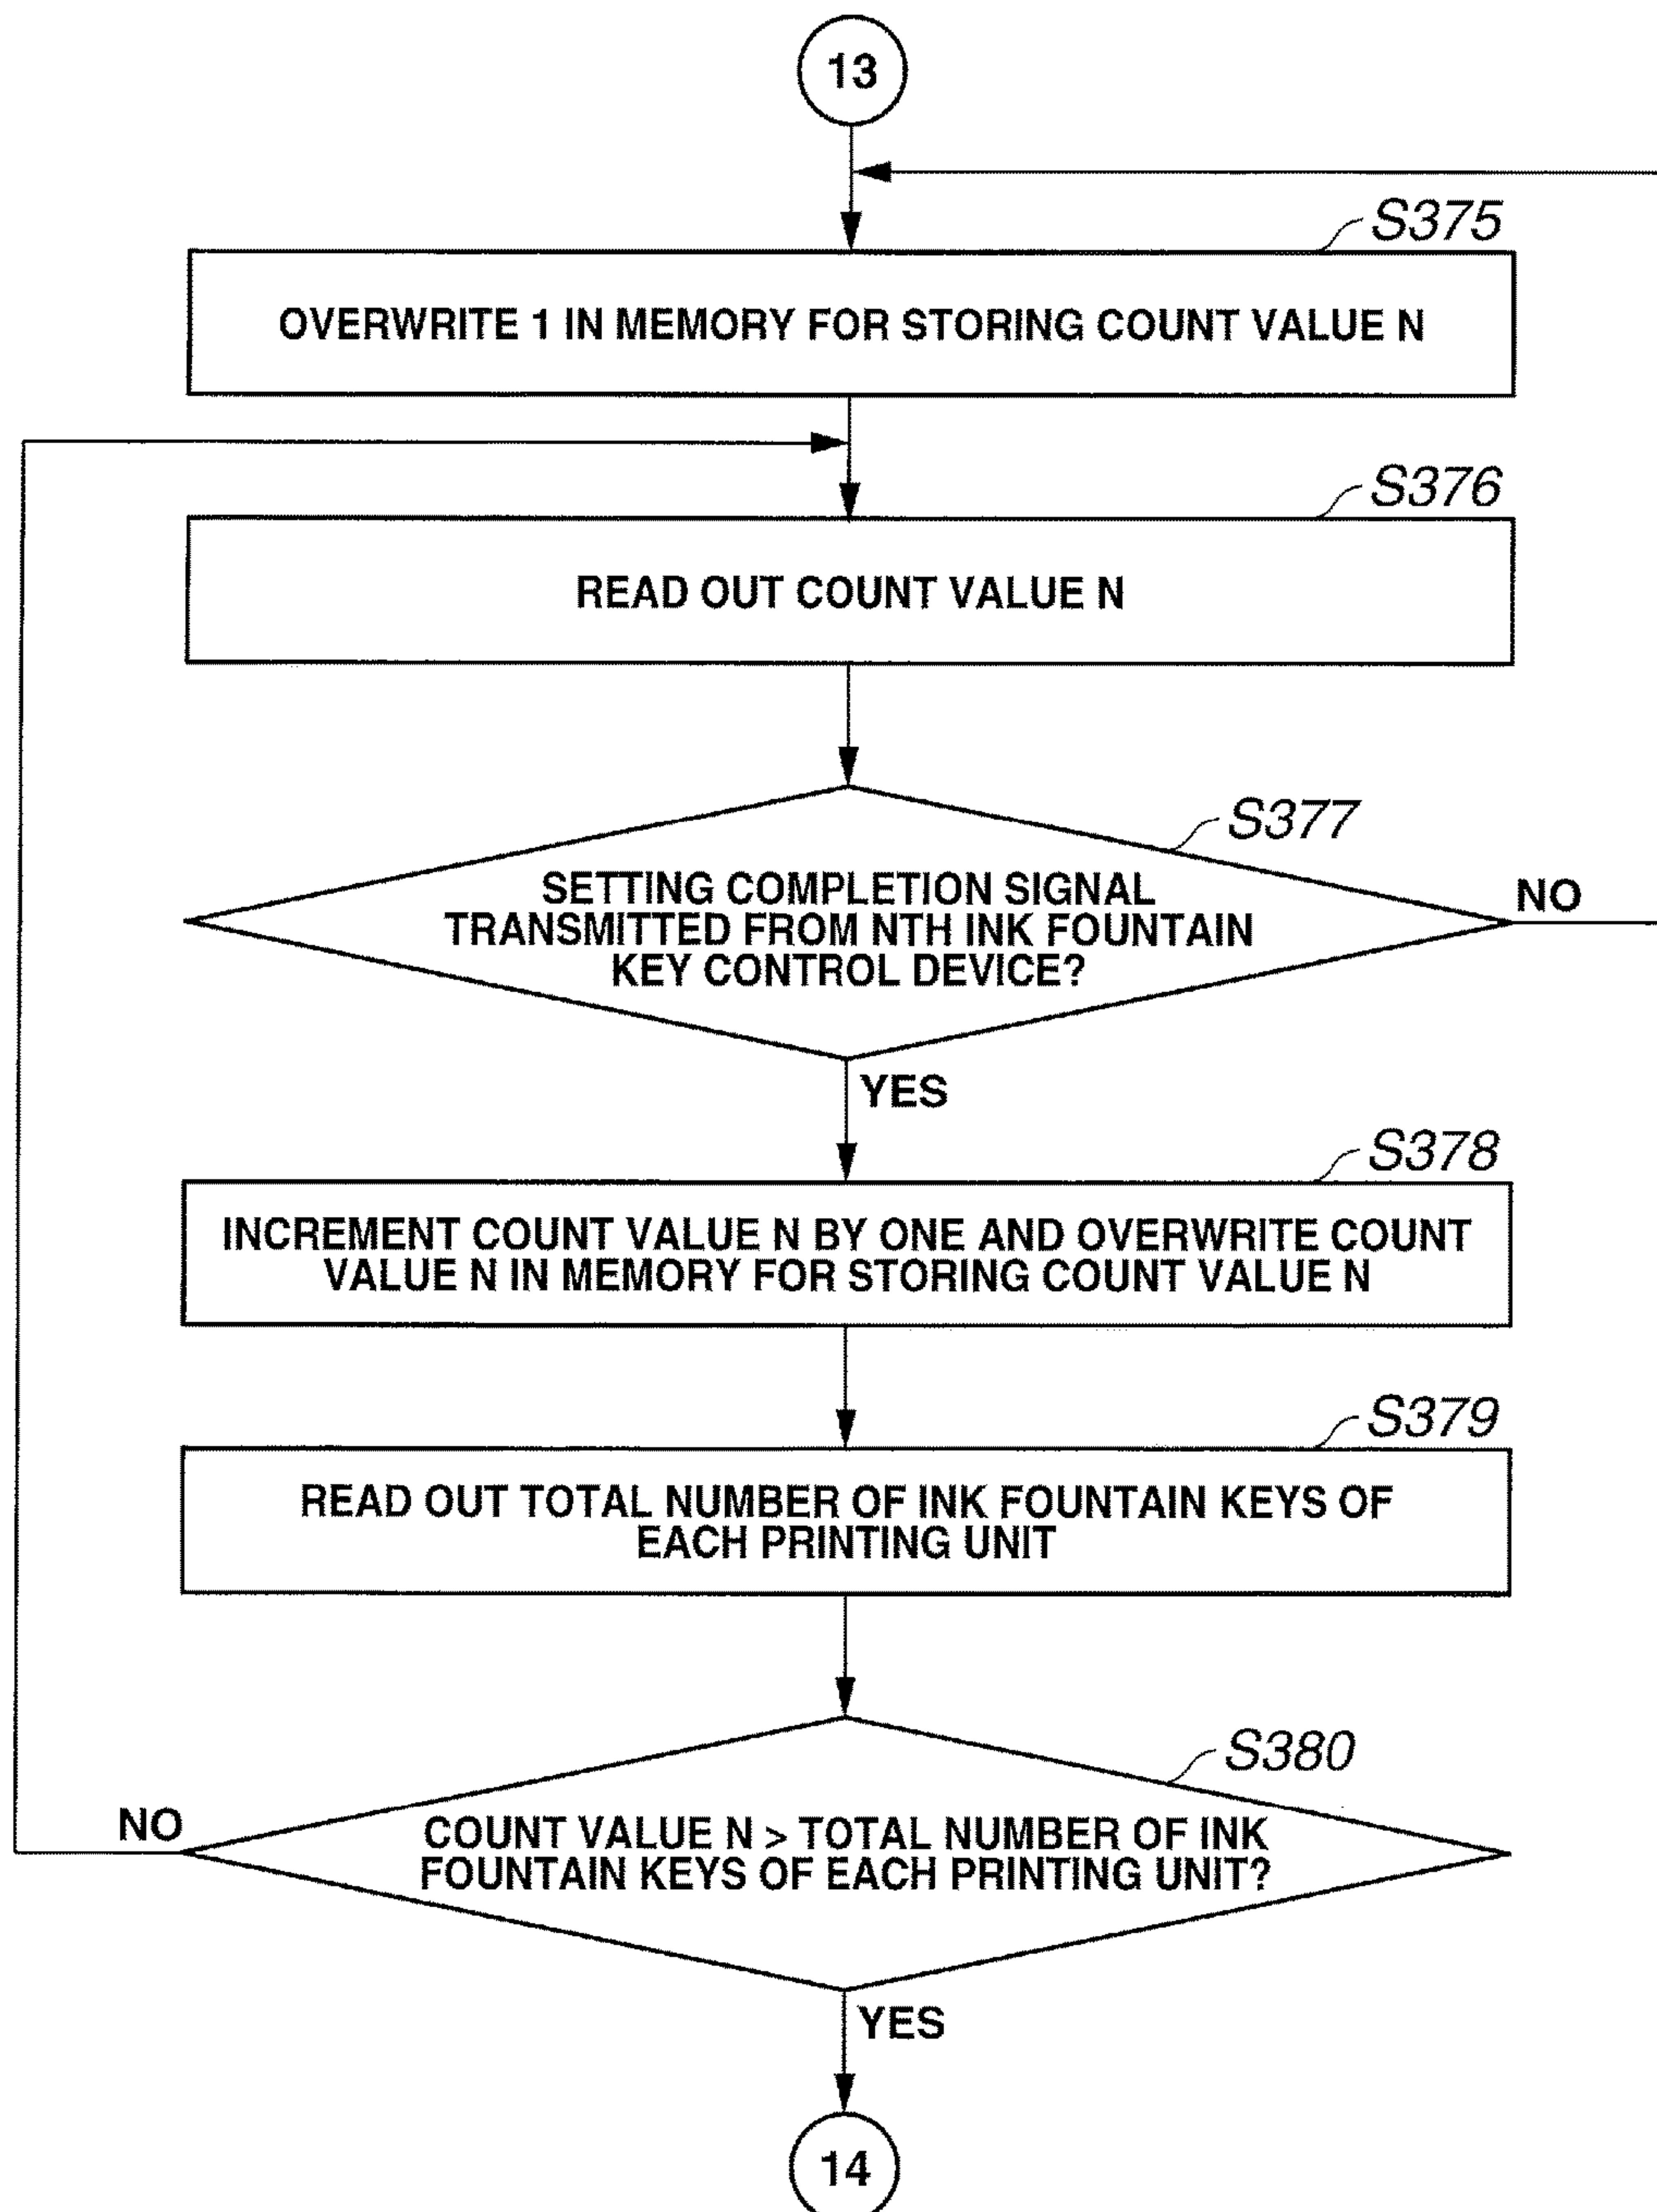 13
S375
OVERWRITE 1 IN MEMORY FOR STORING COUNT VALUE N
S376
READ OUT COUNT VALUE N
S377
SETTING COMPLETION SIGNAL
TRANSMITTED FROM NTH INK FOUNTAIN
KEY CONTROL DEVICE?
NO
YES
S378
INCREMENT COUNT VALUE N BY ONE AND OVERWRITE COUNT
VALUE N IN MEMORY FOR STORING COUNT VALUE N
S379
READ OUT TOTAL NUMBER OF INK FOUNTAIN KEYS OF
EACH PRINTING UNIT
S380
NO
COUNT VALUE N > TOTAL NUMBER OF INK
FOUNTAIN KEYS OF EACH PRINTING UNIT?
YES
14